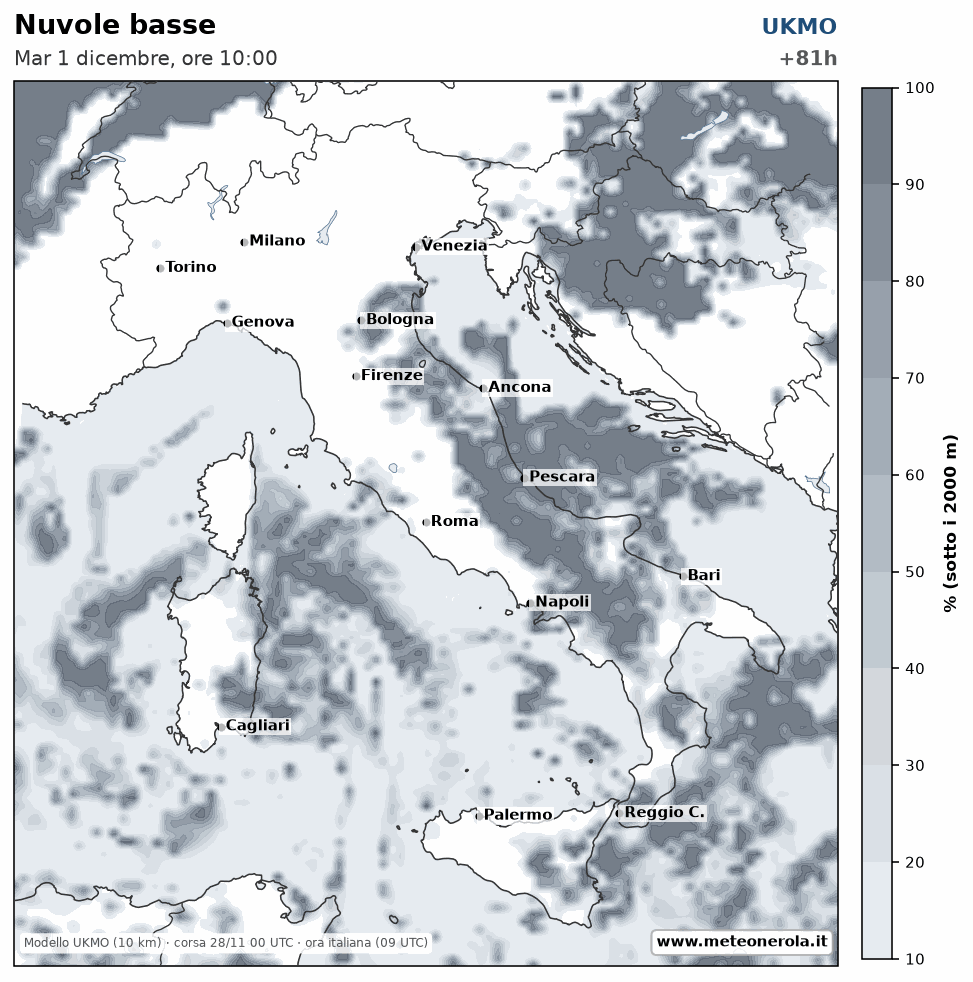 Nuvole basse
UKMO
Mar 1 dicembre, ore 10:00
+81h
100
90
80
70
60
50
40
30
20
10
% (sotto i 2000 m)
Milano
Venezia
Torino
Genova
Bologna
Firenze
Ancona
Pescara
Roma
Bari
Napoli
Cagliari
Palermo
Reggio C.
Modello UKMO (10 km) · corsa 28/11 00 UTC · ora italiana (09 UTC)
www.meteonerola.it